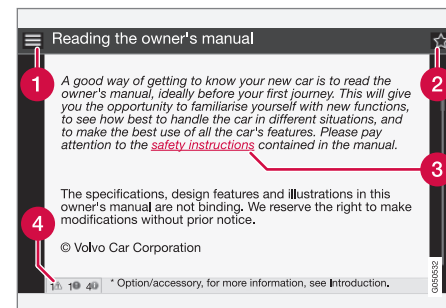 Reading the owner's manual
1
2
A good way of getting to know your new car is to read the
owner's manual, ideally before your first journey. This will give
you the opportunity to familiarise yourself with new functions,
to see how best to handle the car in different situations, and
to make the best use of all the car's features. Please pay
attention to the safety instructions contained in the manual.
3
The specifications, design features and illustrations in this
owner's manual are not binding. We reserve the right to make
modifications without prior notice.
4
© Volvo Car Corporation
1 1 4 * Option/accessory, for more information, see Introduction.
G050532